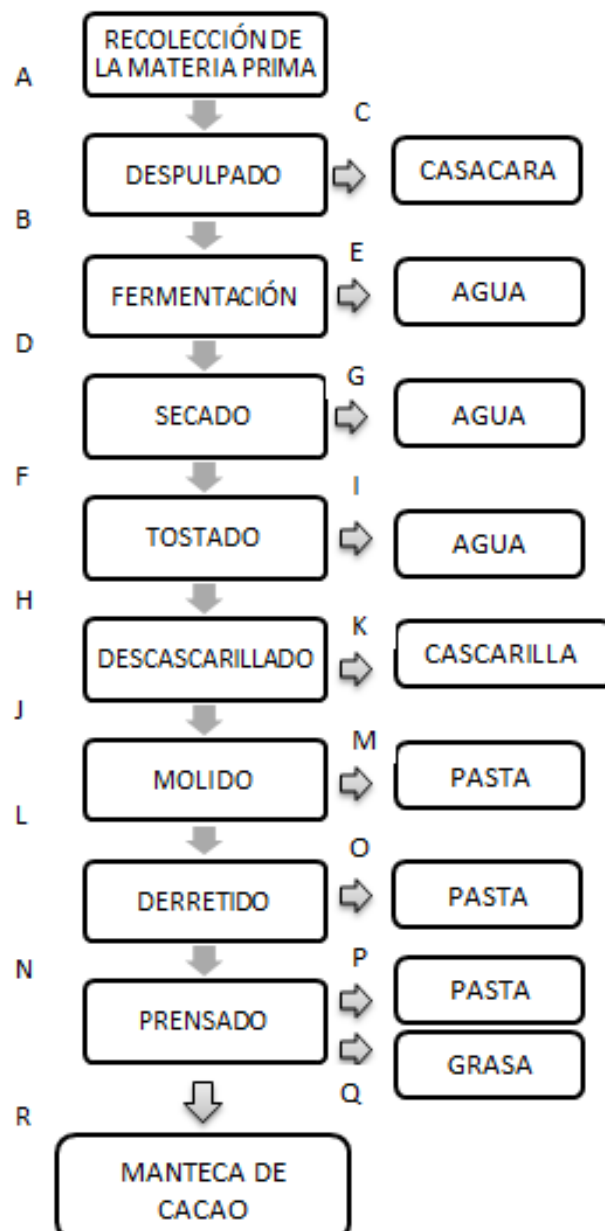 RECOLECCIÓN DE
LA MATERIA PRIMA
A
C
DESPULPADO
CASACARA
B
E
FERMENTACIÓN
AGUA
D
G
SECADO
AGUA
F
I
TOSTADO
AGUA
H
K
DESCASCARILLADO
CASCARILLA
J
M
MOLIDO
PASTA
L
O
DERRETIDO
PASTA
N
P
PRENSADO
PASTA
GRASA
Q
R
MANTECA DE
CACAO